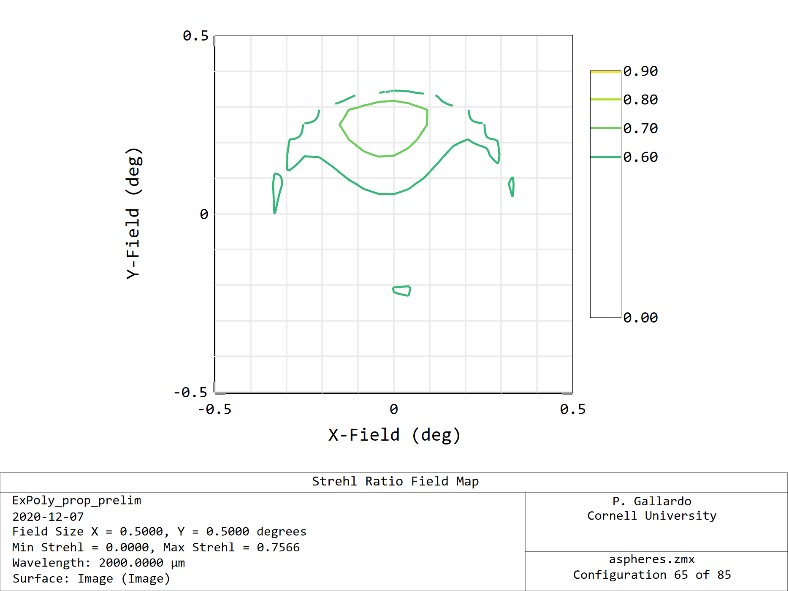 0.5
0
-0.5
Y-Field (deg)
-0.5
0
0.5
X-Field (deg)
0.90
0.80
0.70
0.60
0.00
Strehl Ratio Field Map
ExPoly_prop_prelim
2020-12-07
Field Size X = 0.5000, Y = 0.5000 degrees
Min Strehl = 0.0000, Max Strehl = 0.7566
Wavelength: 2000.0000 µm
Surface: Image (Image)
P. Gallardo
Cornell University
aspheres.zmx
Configuration 65 of 85